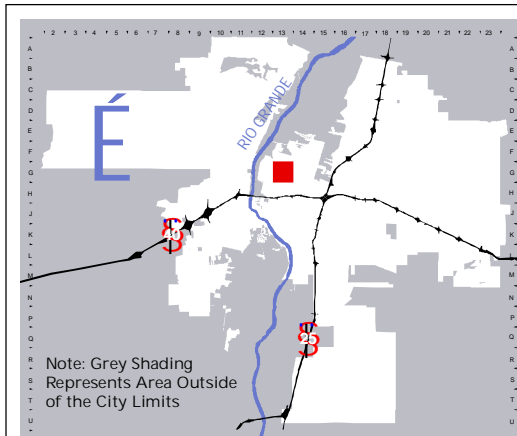 2 3 4 5 6 7 8 9 10 11 12 13 14 15 16 17 18 19 20 21 22 23
A
B
C
D
E
F
G
H
J
K
L
M
N
P
Q
R
S
T
U
É
RIO GRANDE
40
25
Note: Grey Shading
Represents Area Outside
of the City Limits
A
B
C
D
E
F
G
H
J
K
L
M
N
P
Q
R
S
T
U